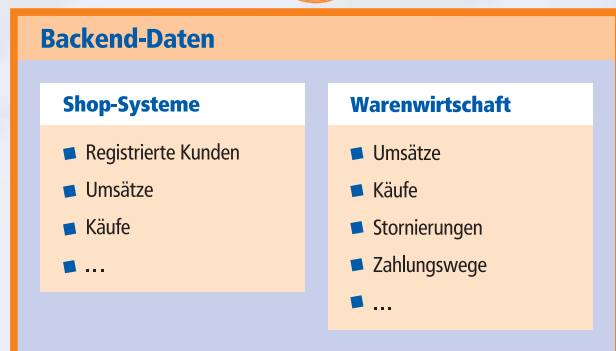 Backend-Daten
Shop-Systeme
Registrierte Kunden
Umsätze
Käufe
...
Warenwirtschaft
Umsätze
Käufe
Stornierungen
Zahlungswege
...